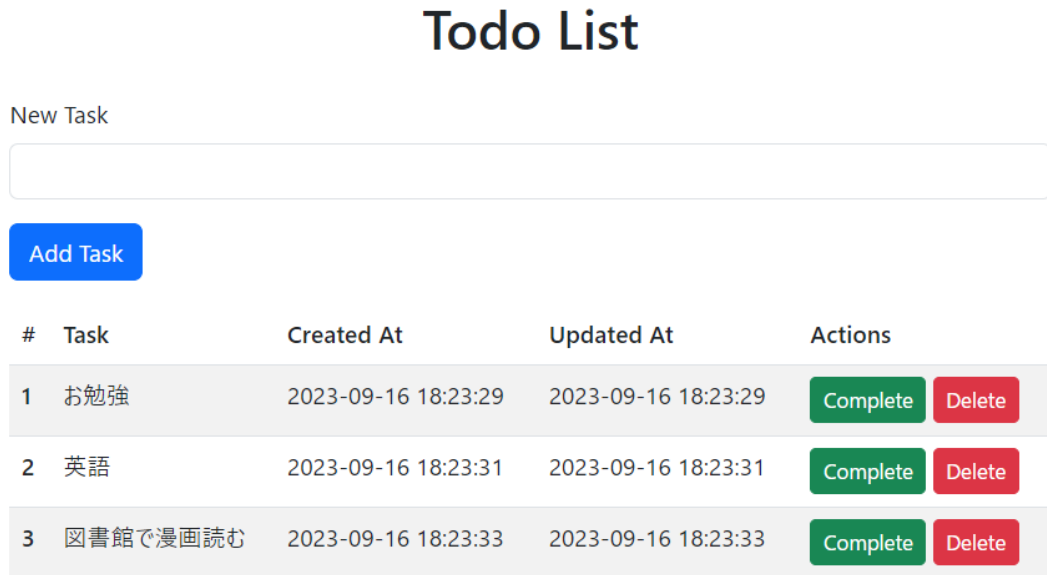 Todo List
New Task
Add Task
# Task Created At Updated At Actions
1 お勉強 2023-09-16 18:23:29 2023-09-16 18:23:29 Complete Delete
2 英語 2023-09-16 18:23:31 2023-09-16 18:23:31 Complete Delete
3 図書館で漫画読む 2023-09-16 18:23:33 2023-09-16 18:23:33 Complete Delete